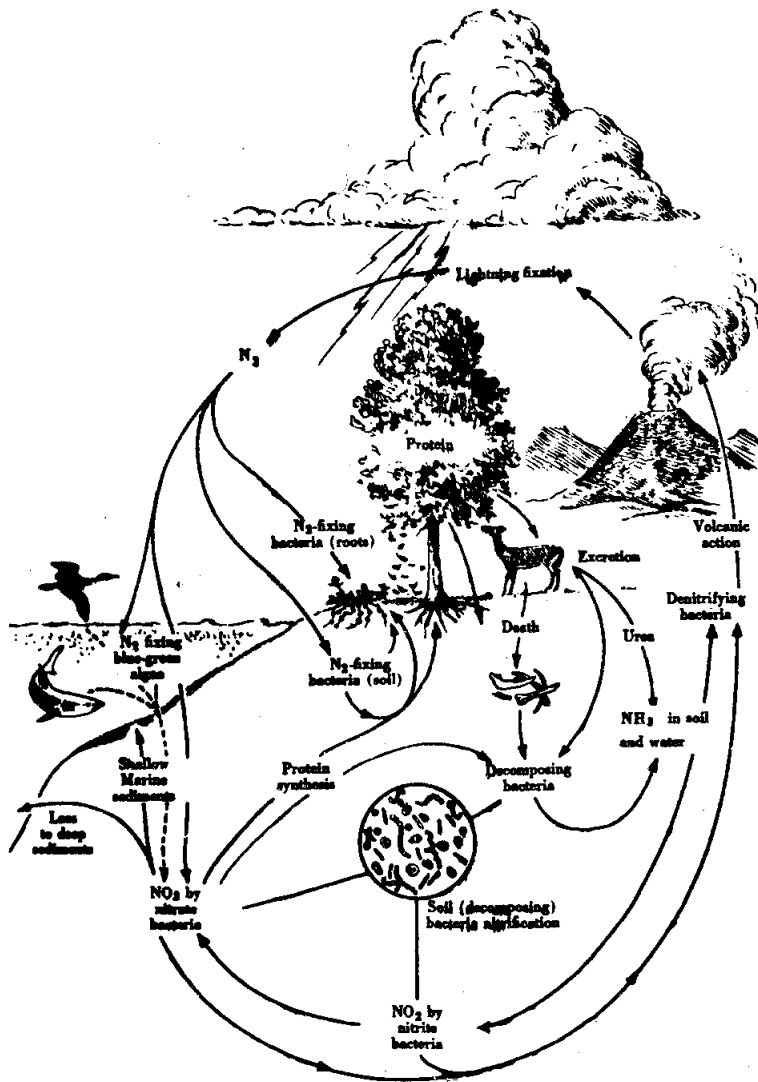 Lightning fixation
N₂
Protein
N₂-fixing
bacteria (roots)
Volcanic
action
Excretion
Denitrifying
bacteria
Death
Urea
N₂ fixing
blue-green
algae
N₂-fixing
bacteria (soil)
NH₃ in soil
and water
Shallow
Marine
sediments
Protein
synthesis
Decomposing
bacteria
Loss
to deep
sediments
NO₂ by
nitrate
bacteria
Soil (decomposing)
bacteria nitrification
NO₂ by
nitrite
bacteria